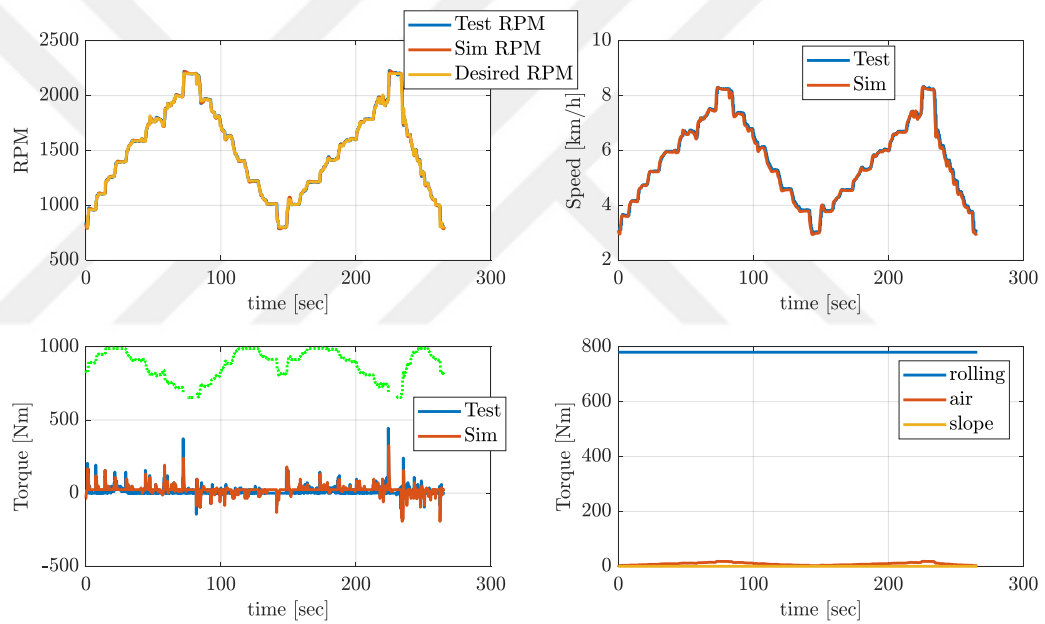 Test RPM
Sim RPM
Desired RPM
2500
2000
1500
1000
500
RPM
0
100
200
300
time [sec]
Test
Sim
10
8
6
4
2
Speed [km/h]
0
100
200
300
time [sec]
1000
500
0
-500
Torque [Nm]
Test
Sim
0
100
200
300
time [sec]
800
600
400
200
0
Torque [Nm]
rolling
air
slope
0
100
200
300
time [sec]